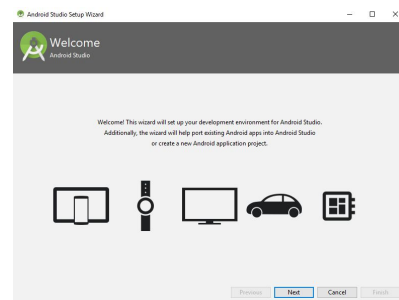 Android Studio Setup Wizard
Welcome
Android Studio
Welcome! This wizard will set up your development environment for Android Studio.
Additionally, the wizard will help port existing Android apps into Android Studio
or create a new Android application project.
Previous Next Cancel Finish